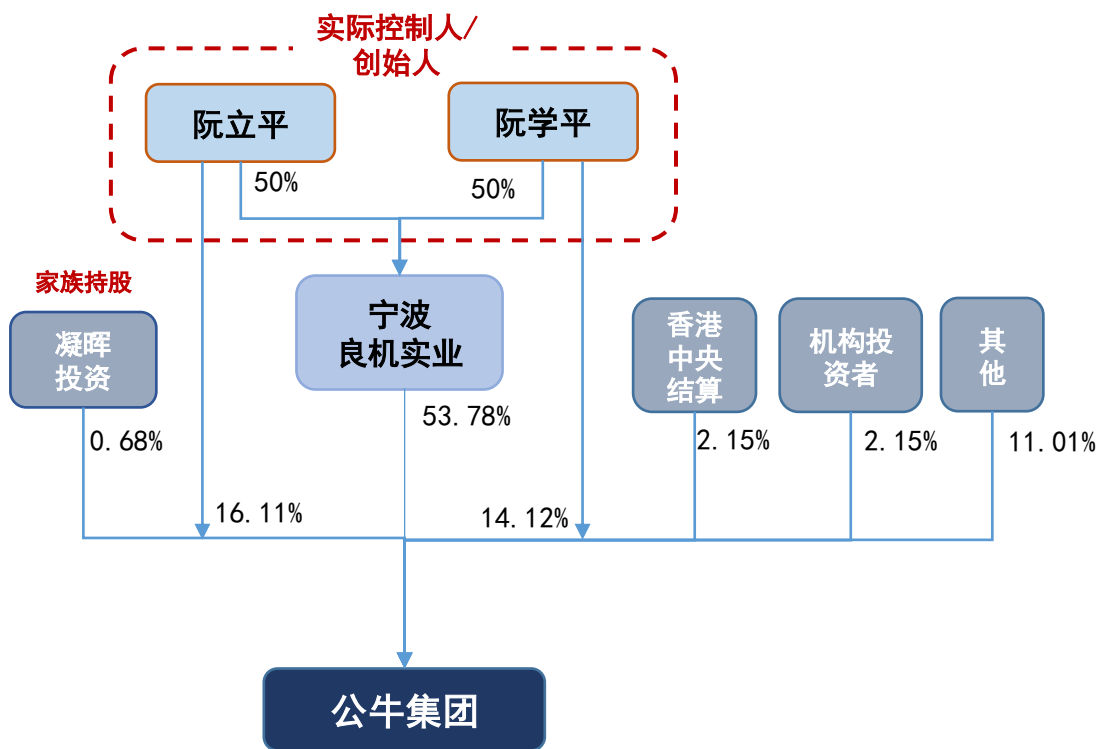 实际控制人/
创始人
阮立平
阮学平
50%
50%
家族持股
凝晖
投资
宁波
良机实业
香港
中央
结算
机构投
资者
其
他
0.68%
53.78%
2.15%
2.15%
11.01%
16.11%
14.12%
公牛集团